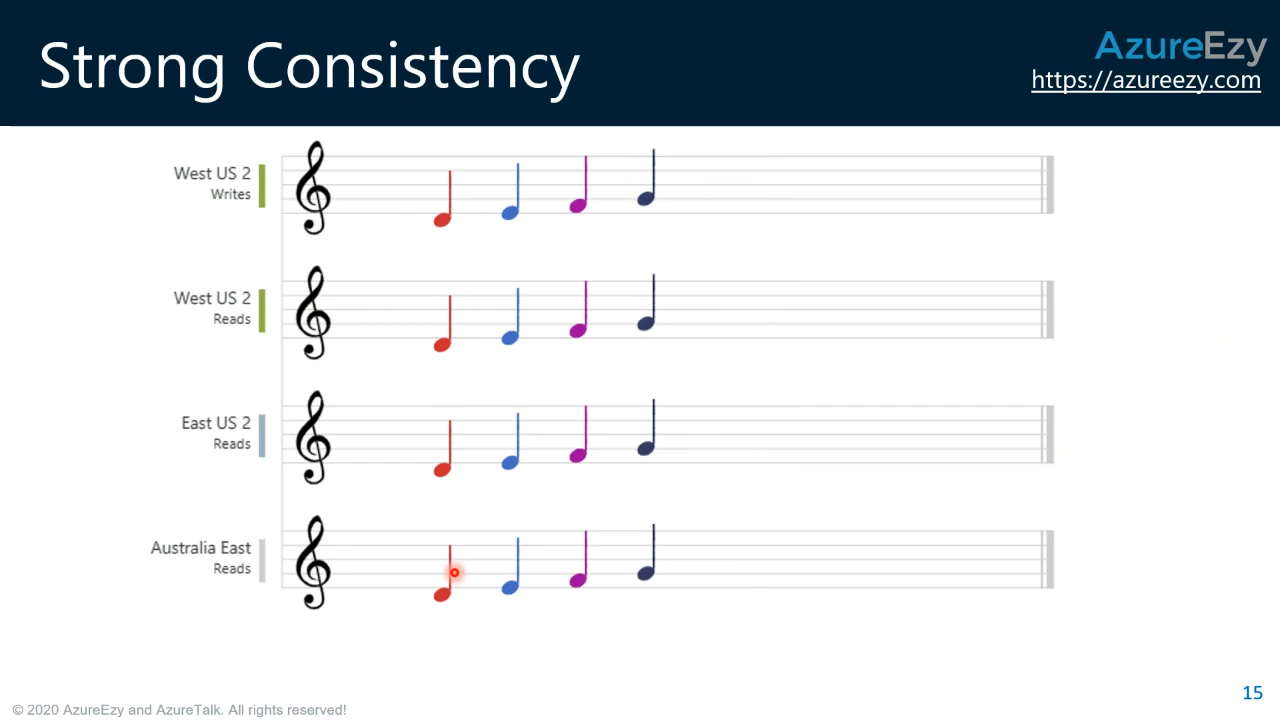 Strong Consistency
AzureEzy
https://azureezy.com
West US 2
Writes
West US 2
Reads
East US 2
Reads
Australia East
Reads
15
© 2020 AzureEzy and AzureTalk. All rights reserved!